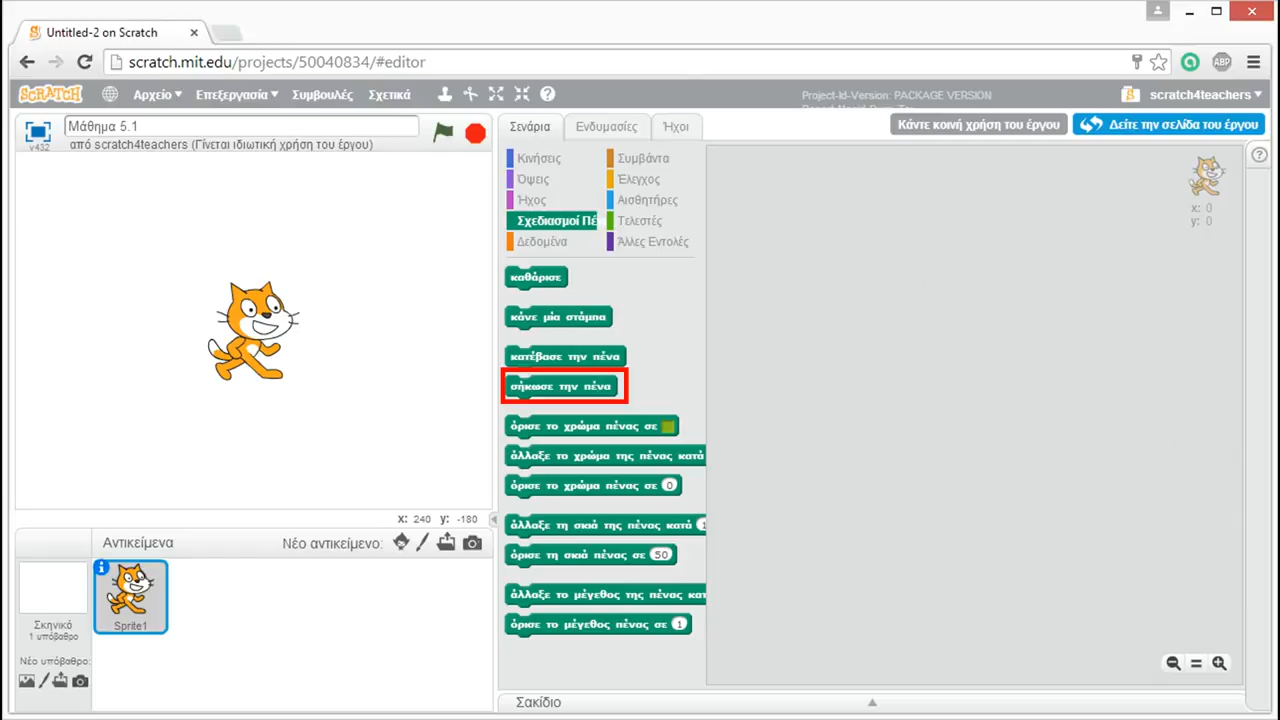 Untitled-2 on Scratch
scratch.mit.edu/projects/50040834/#editor
ABP
SCRATCH
Αρχείο
Επεξεργασία
Συμβουλές
Σχετικά
Project-Id-Version: PACKAGE VERSION
scratch4teachers
v432
Μάθημα 5.1
από scratch4teachers (Γίνεται ιδιωτική χρήση του έργου)
Σενάρια
Ενδυμασίες
Ήχοι
Κάντε κοινή χρήση του έργου
Δείτε την σελίδα του έργου
Κινήσεις
Όψεις
Ήχος
Σχεδιασμοί Πέ
Δεδομένα
Συμβάντα
Έλεγχος
Αισθητήρες
Τελεστές
Άλλες Εντολές
καθάρισε
κάνε μία στάμπα
κατέβασε την πένα
σήκωσε την πένα
όρισε το χρώμα πένας σε
άλλαξε το χρώμα της πένας κατά
όρισε το χρώμα πένας σε 0
άλλαξε τη σκιά της πένας κατά 1
όρισε τη σκιά πένας σε 50
άλλαξε το μέγεθος της πένας κατ
όρισε το μέγεθος πένας σε 1
x: 0
y: 0
x: 240 y: -180
Αντικείμενα
Νέο αντικείμενο:
Sprite1
Σκηνικό
1 υπόβαθρο
Νέο υπόβαθρο:
Σακίδιο